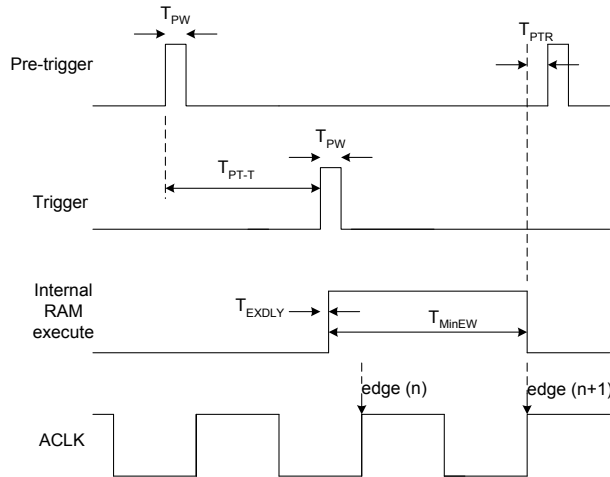 T_PW
T_PTR
Pre-trigger
T_PW
T_PT-T
Trigger
Internal
RAM
execute
T_EXDLY
T_MinEW
edge (n)
edge (n+1)
ACLK